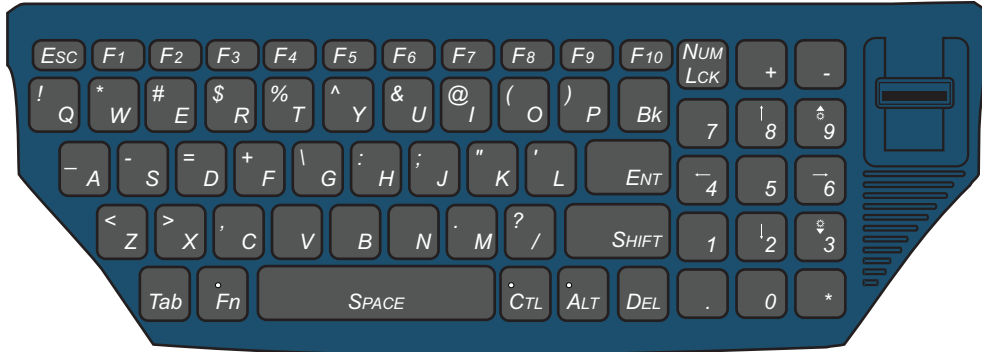 ESC F1 F2 F3 F4 F5 F6 F7 F8 F9 F10 NUM LCK + -
! Q * W # E $ R % T ^ Y & U @ I ( O ) P Bk 7 8 9
_ A - S = D + F \ G : H ; J " K ' L ENT 4 5 6
< Z > X , C V B N . M ? / SHIFT 1 2 3
Tab Fn SPACE CTL ALT DEL . 0 *